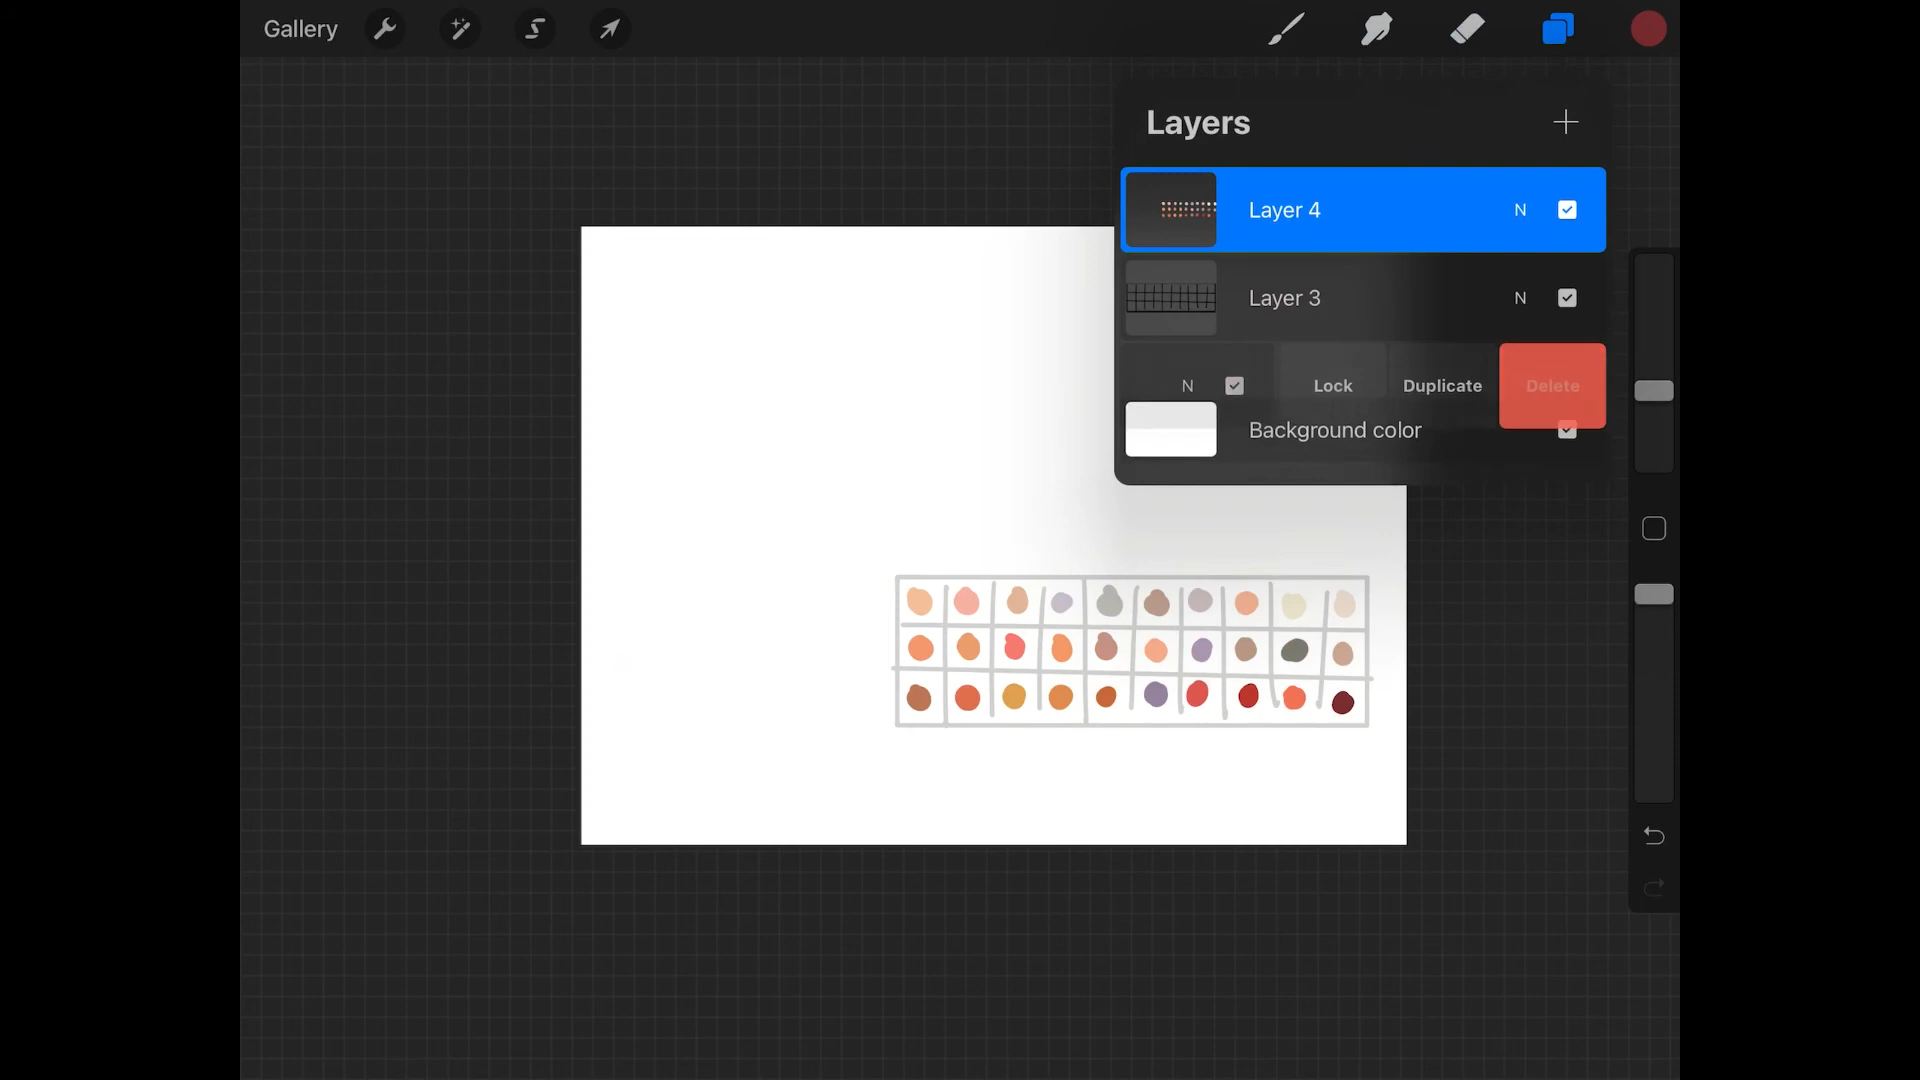 Gallery
Layers
Layer 4 N
Layer 3 N
N Lock Duplicate Delete
Background color